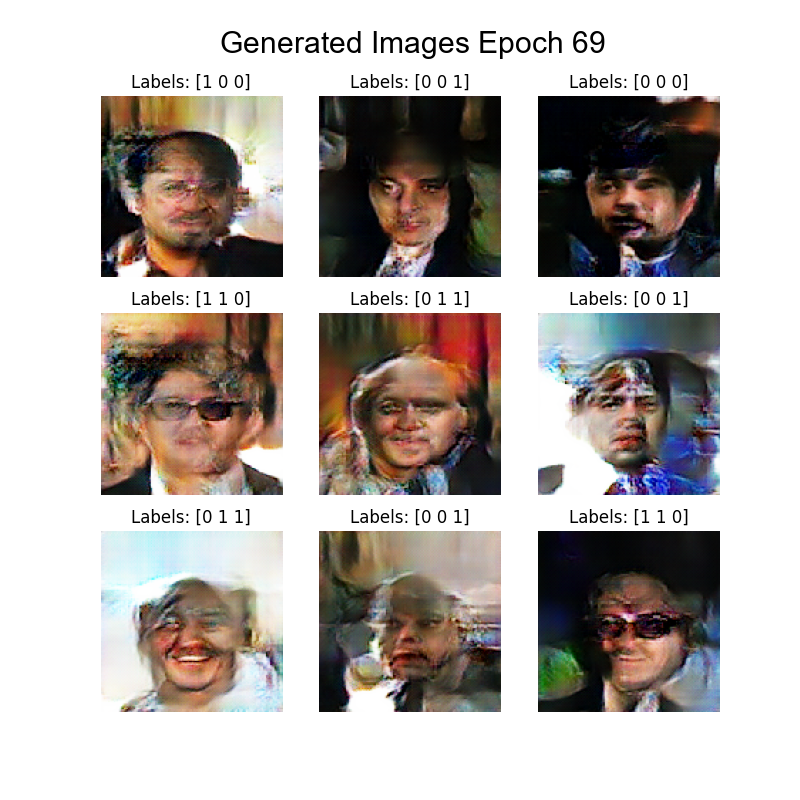 Generated Images Epoch 69
Labels: [1 0 0]
Labels: [0 0 1]
Labels: [0 0 0]
Labels: [1 1 0]
Labels: [0 1 1]
Labels: [0 0 1]
Labels: [0 1 1]
Labels: [0 0 1]
Labels: [1 1 0]